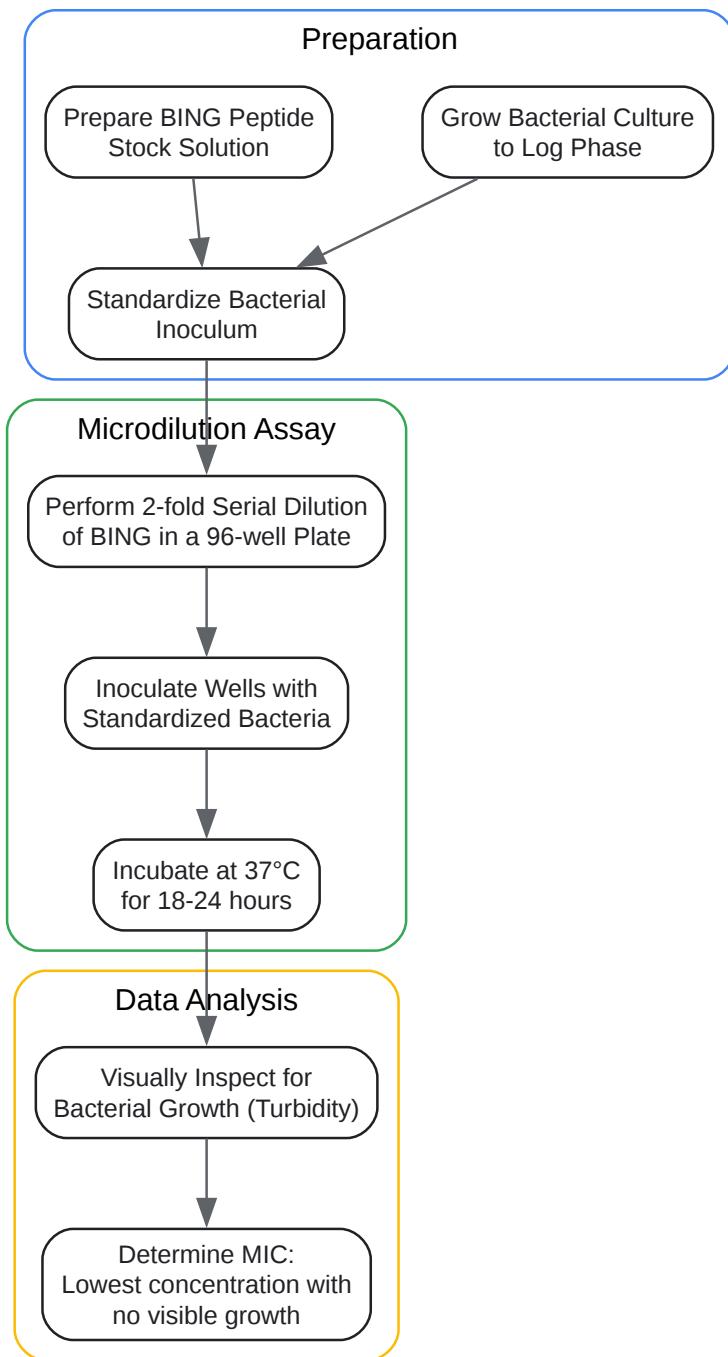 Preparation
Prepare BING Peptide
Stock Solution
Grow Bacterial Culture
to Log Phase
Standardize Bacterial
Inoculum
Microdilution Assay
Perform 2-fold Serial Dilution
of BING in a 96-well Plate
Inoculate Wells with
Standardized Bacteria
Incubate at 37°C
for 18-24 hours
Data Analysis
Visually Inspect for
Bacterial Growth (Turbidity)
Determine MIC:
Lowest concentration with
no visible growth